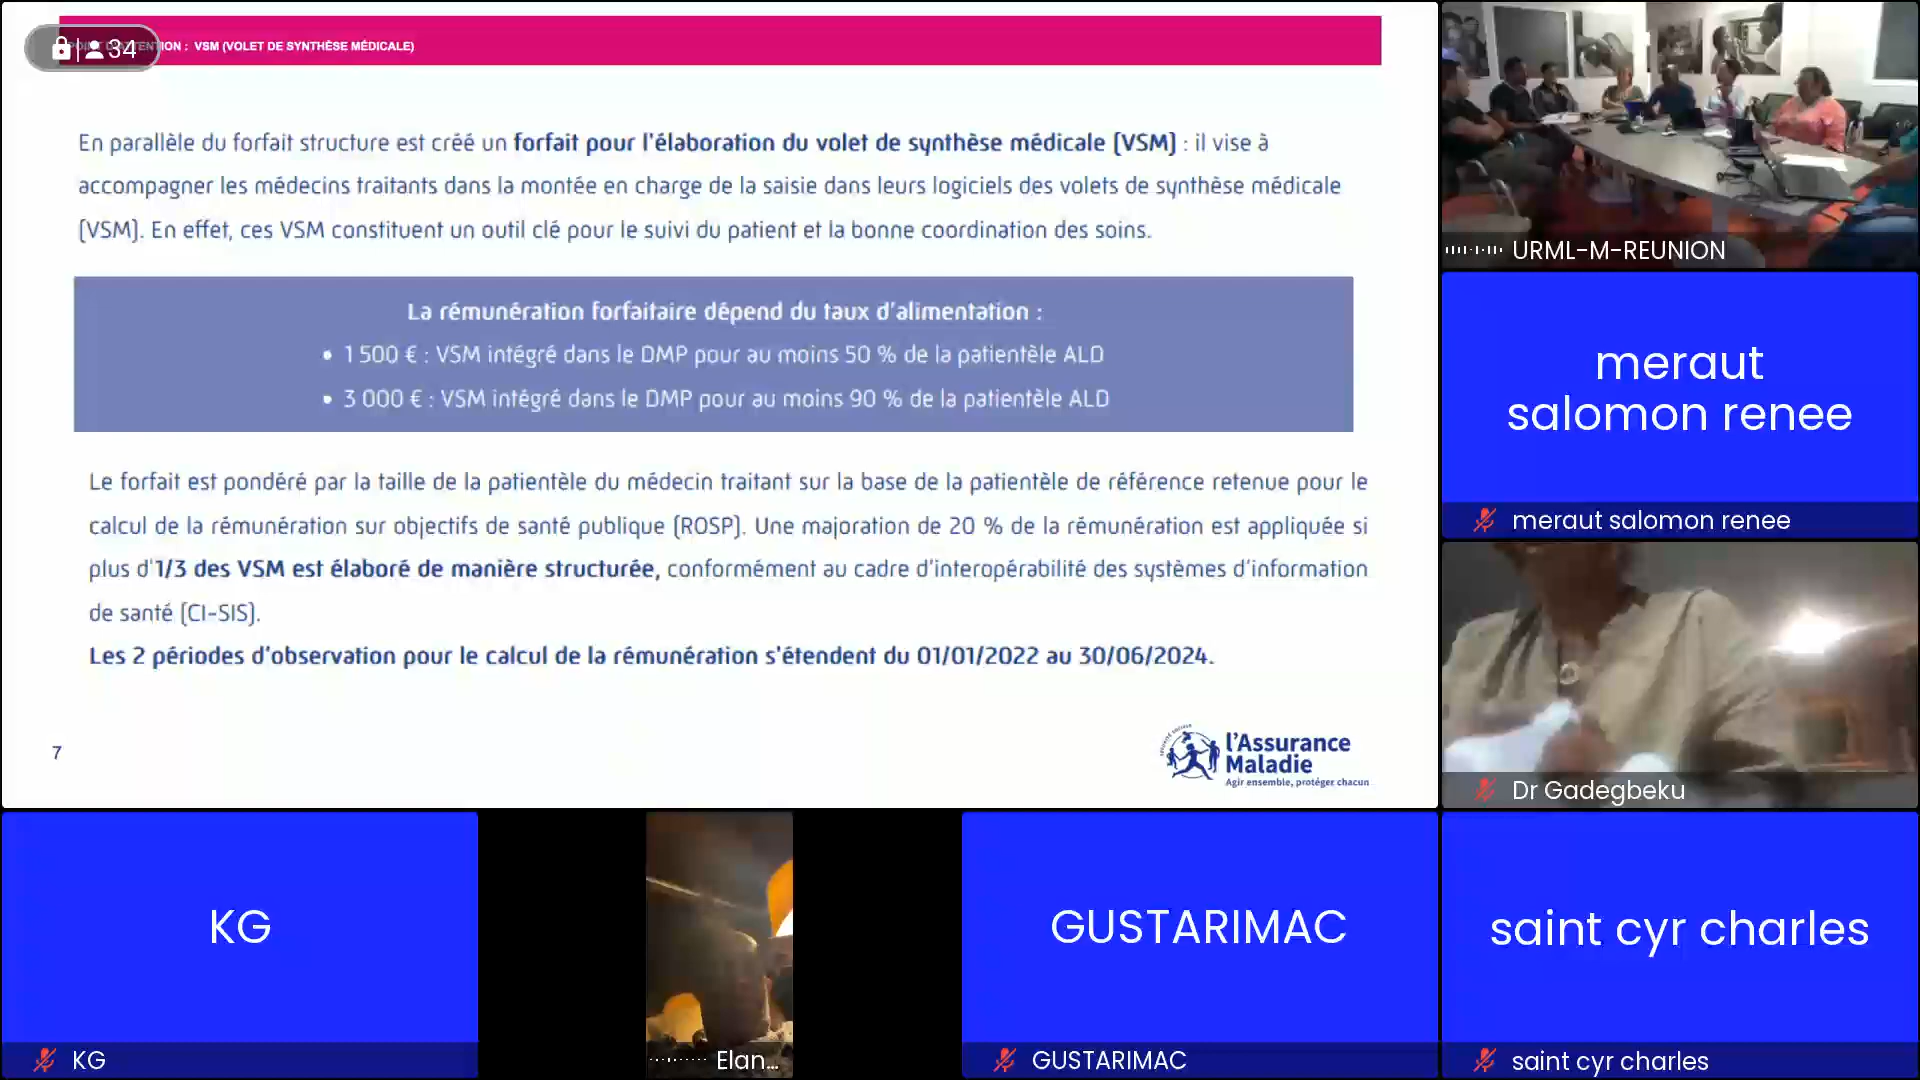 34
ION : VSM (VOLET DE SYNTHÈSE MÉDICALE)
En parallèle du forfait structure est créé un forfait pour l'élaboration du volet de synthèse médicale (VSM) : il vise à
accompagner les médecins traitants dans la montée en charge de la saisie dans leurs logiciels des volets de synthèse médicale
(VSM). En effet, ces VSM constituent un outil clé pour le suivi du patient et la bonne coordination des soins.
La rémunération forfaitaire dépend du taux d'alimentation :
• 1 500 € : VSM intégré dans le DMP pour au moins 50 % de la patientèle ALD
• 3 000 € : VSM intégré dans le DMP pour au moins 90 % de la patientèle ALD
Le forfait est pondéré par la taille de la patientèle du médecin traitant sur la base de la patientèle de référence retenue pour le
calcul de la rémunération sur objectifs de santé publique (ROSP). Une majoration de 20 % de la rémunération est appliquée si
plus d'1/3 des VSM est élaboré de manière structurée, conformément au cadre d'interopérabilité des systèmes d'information
de santé (CI-SIS).
Les 2 périodes d'observation pour le calcul de la rémunération s'étendent du 01/01/2022 au 30/06/2024.
7
l'Assurance
Maladie
Agir ensemble, protéger chacun
URML-M-REUNION
meraut
salomon renee
meraut salomon renee
Dr Gadegbeku
KG
KG
Elan...
GUSTARIMAC
GUSTARIMAC
saint cyr charles
saint cyr charles